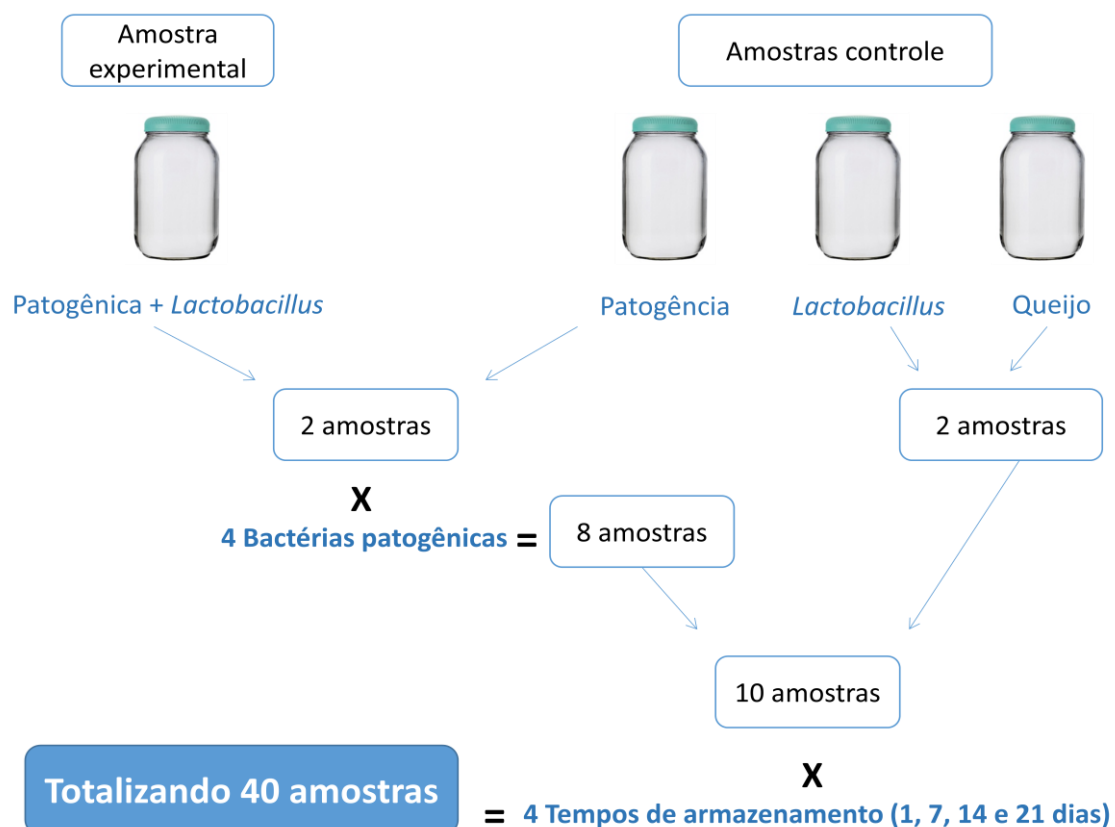 Amostra
experimental
Amostras controle
Patogênica + Lactobacillus
Patogência
Lactobacillus
Queijo
2 amostras
2 amostras
X
4 Bactérias patogênicas =
8 amostras
10 amostras
X
Totalizando 40 amostras
= 4 Tempos de armazenamento (1, 7, 14 e 21 dias)